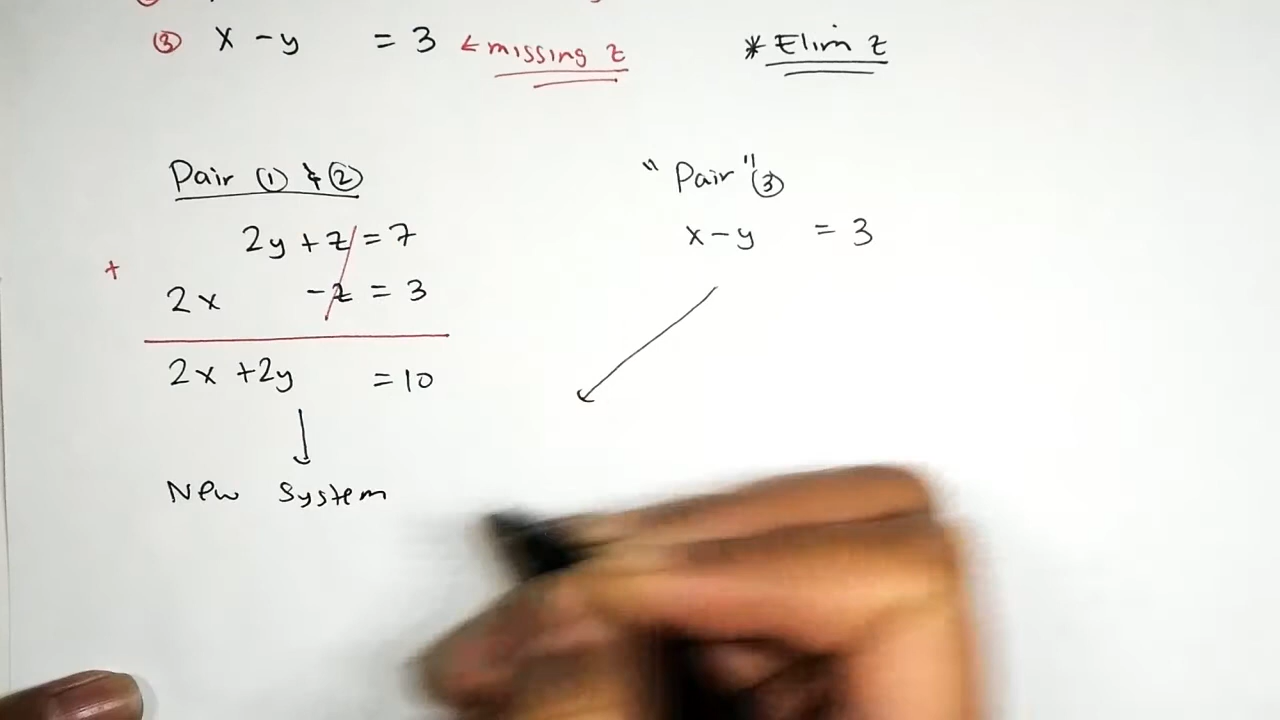 ③ x - y = 3 ← missing z
* Elim z
Pair ① & ②
2y + z = 7
+
2x - z = 3
2x + 2y = 10
↓
New System
"Pair" ③
x - y = 3